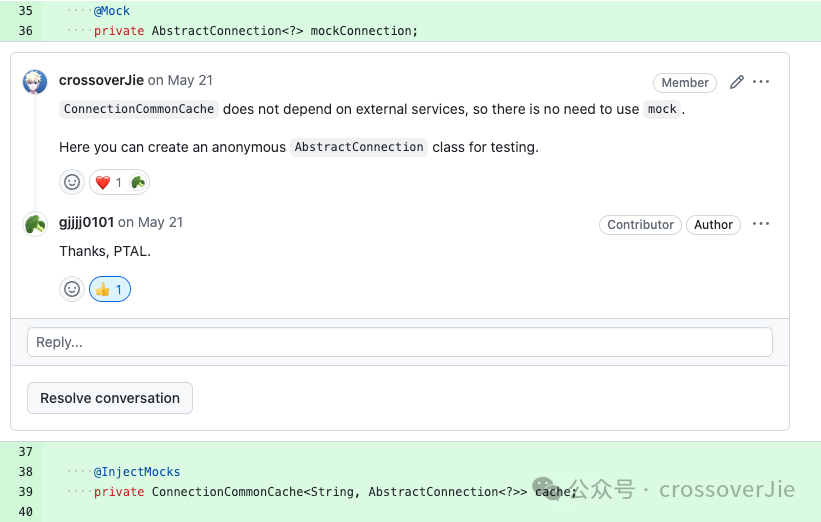 35 @Mock
36 private AbstractConnection<?> mockConnection;
crossoverJie on May 21 Member
ConnectionCommonCache does not depend on external services, so there is no need to use mock.
Here you can create an anonymous AbstractConnection class for testing.
❤️ 1
gjjjj0101 on May 21 Contributor Author
Thanks, PTAL.
👍 1
Reply...
Resolve conversation
37
38 @InjectMocks
39 private ConnectionCommonCache<String, AbstractConnection<?>> cache;
公众号 · crossoverJie
40